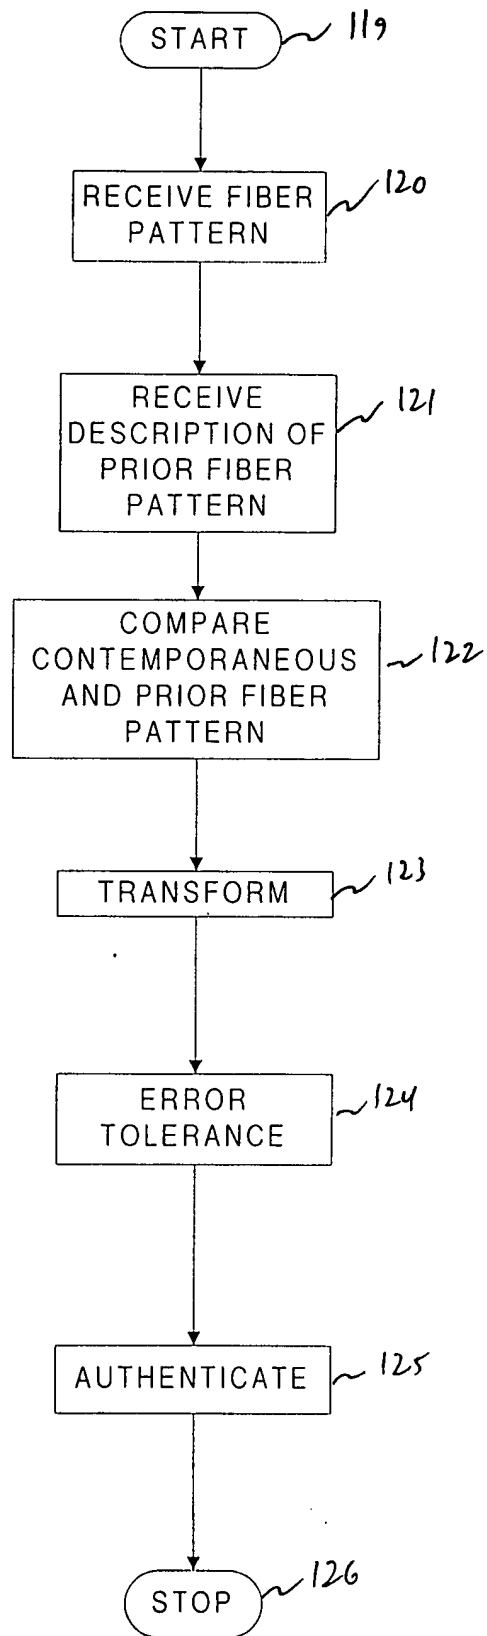 START
119
RECEIVE FIBER
PATTERN
120
RECEIVE
DESCRIPTION OF
PRIOR FIBER
PATTERN
121
COMPARE
CONTEMPORANEOUS
AND PRIOR FIBER
PATTERN
122
TRANSFORM
123
ERROR
TOLERANCE
124
AUTHENTICATE
125
STOP
126